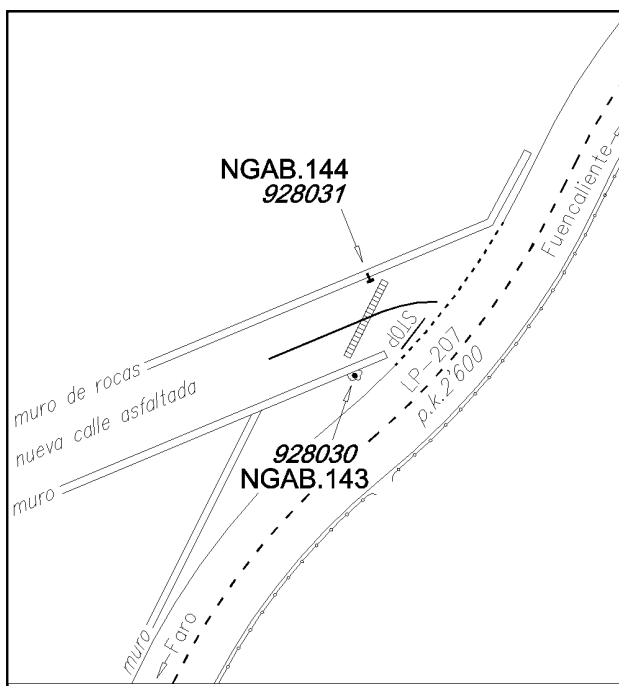 NGAB.144
928031
Fuencaliente
STOP
LP-207
p.k.2'600
muro de rocas
nueva calle asfaltada
muro
928030
NGAB.143
muro
Faro